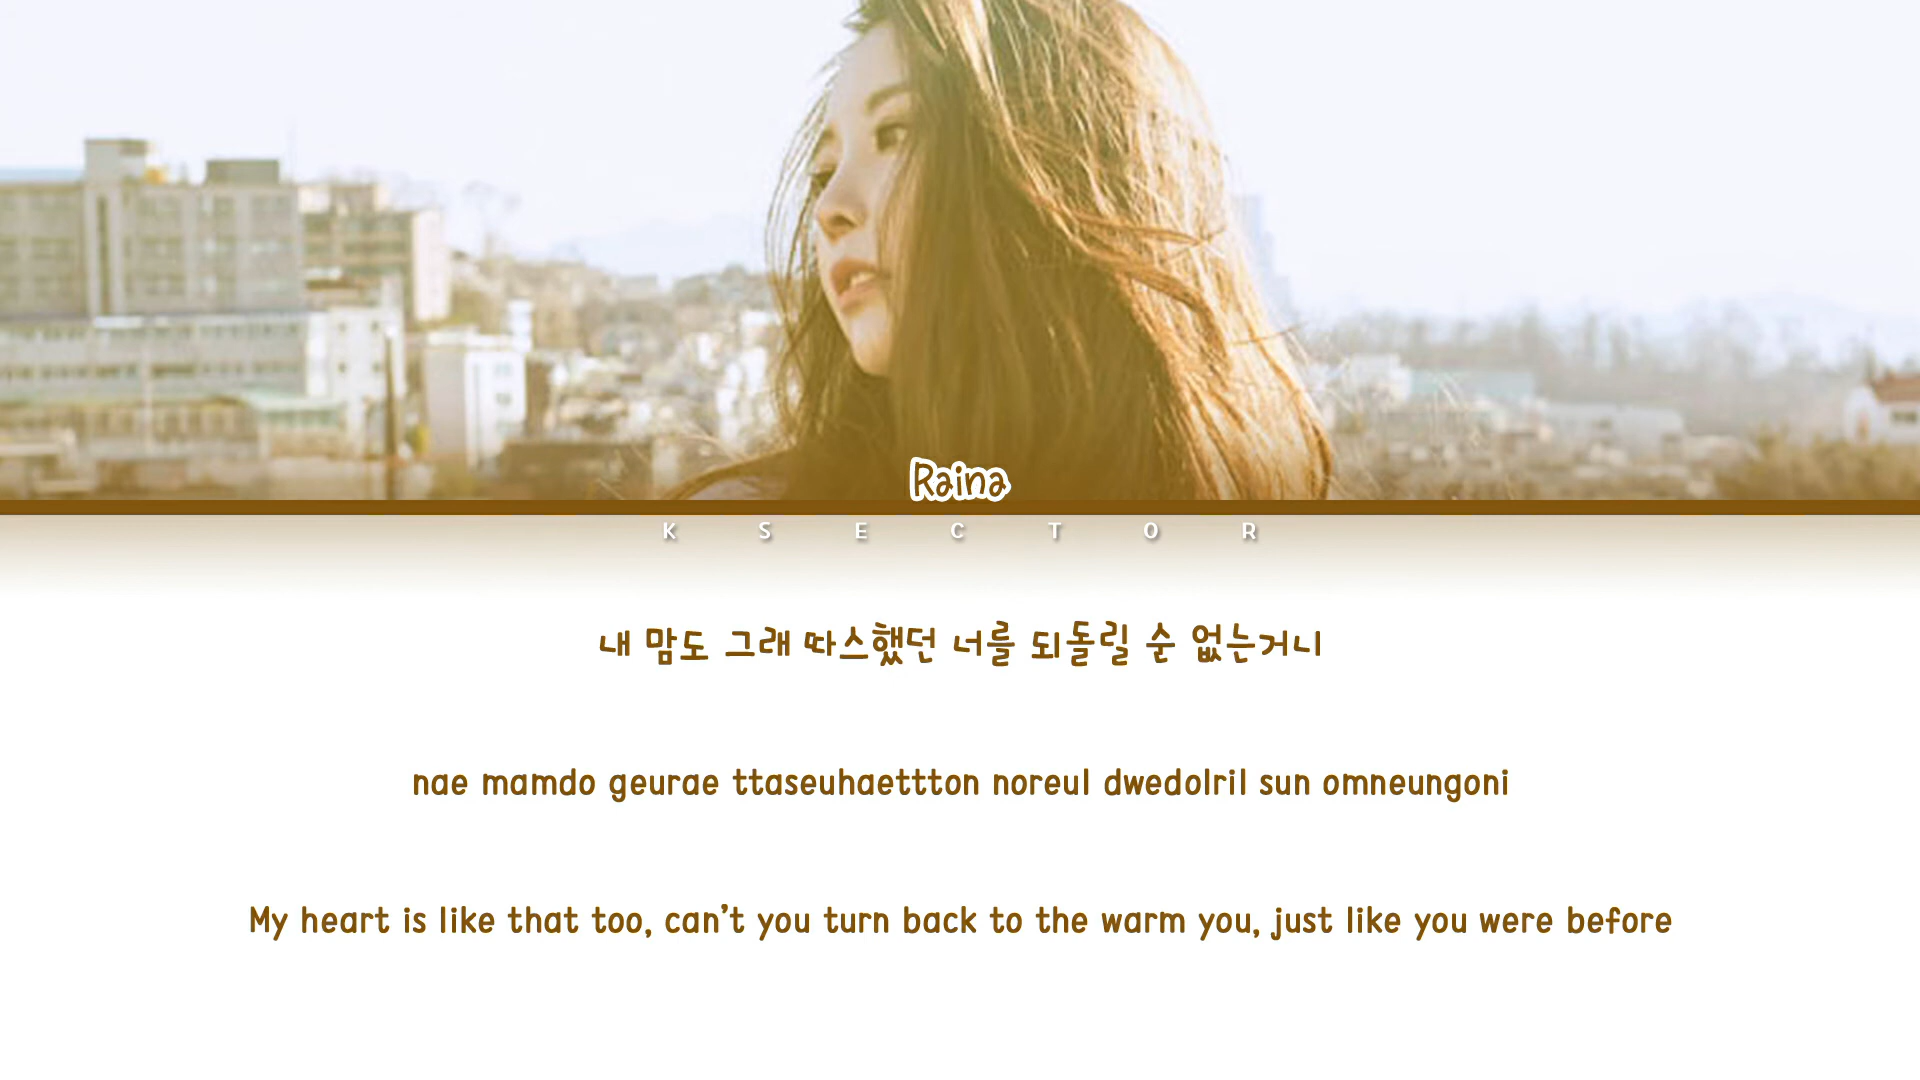 Raina
K S E C T O R
내 맘도 그래 따스했던 너를 되돌릴 순 없는거니
nae mamdo geurae ttaseuhaettton noreul dwedolril sun omneungoni
My heart is like that too, can't you turn back to the warm you, just like you were before